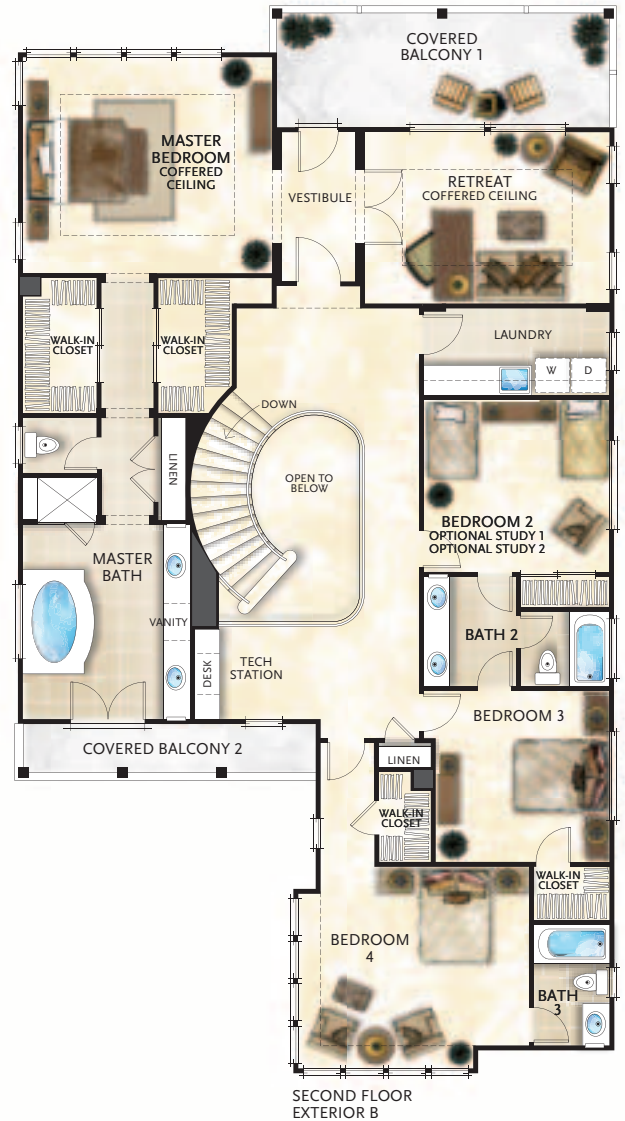 COVERED
BALCONY 1
MASTER
BEDROOM
COFFERED
CEILING
VESTIBULE
RETREAT
COFFERED CEILING
WALK-IN
CLOSET
WALK-IN
CLOSET
LAUNDRY
W
D
DOWN
LINEN
OPEN TO
BELOW
BEDROOM 2
OPTIONAL STUDY 1
OPTIONAL STUDY 2
MASTER
BATH
VANITY
BATH 2
DESK
TECH
STATION
BEDROOM 3
COVERED BALCONY 2
LINEN
WALK-IN
CLOSET
WALK-IN
CLOSET
BEDROOM
4
BATH
3
SECOND FLOOR
EXTERIOR B